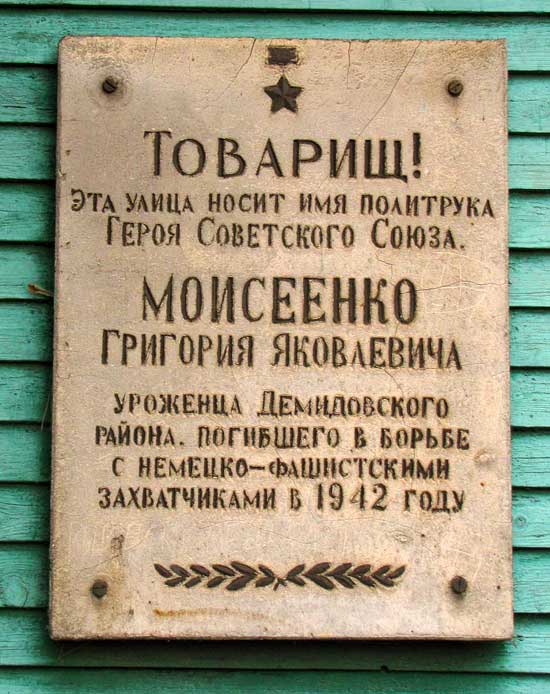 Товарищ!
Эта улица носит имя политрука
Героя Советского Союза.
МОИСЕЕНКО
Григория Яковлевича
уроженца Демидовского
района. погибшего в борьбе
с немецко-фашистскими
захватчиками в 1942 году